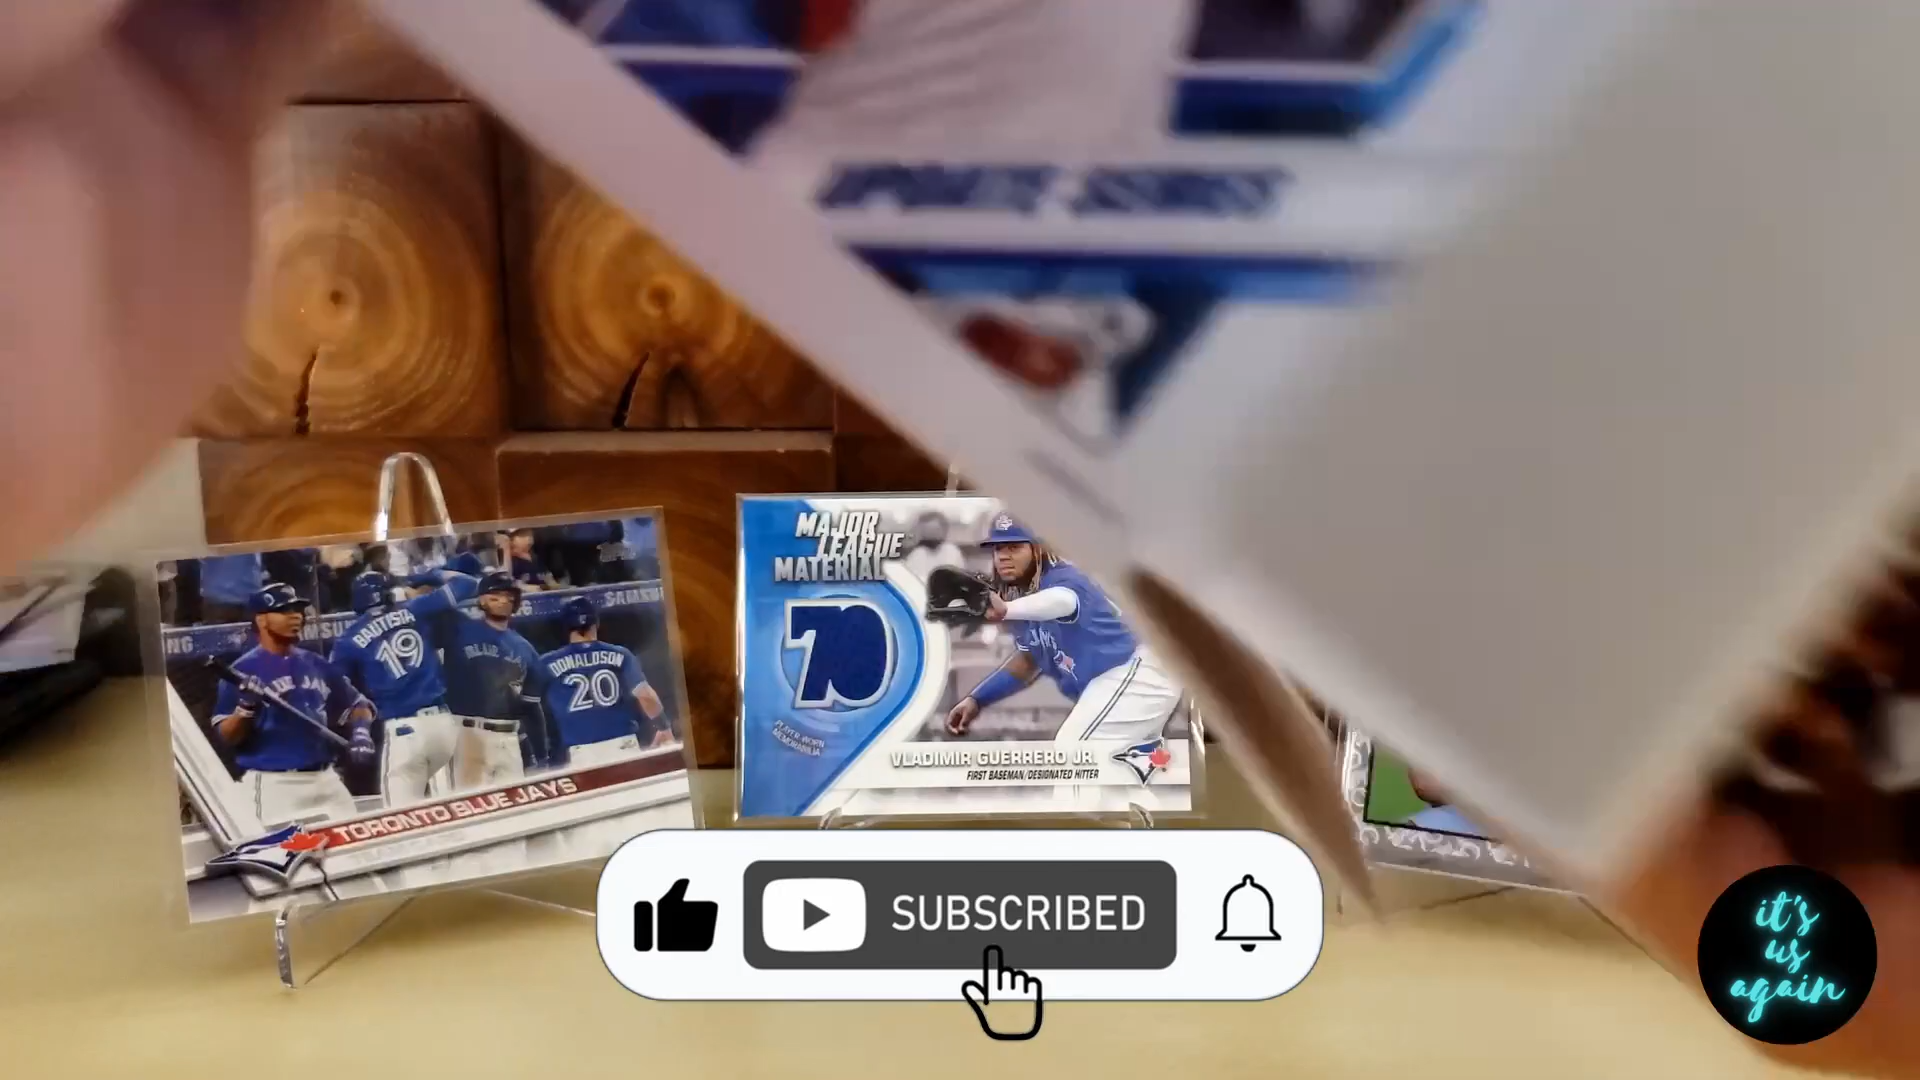 MAJOR
LEAGUE
MATERIAL
70
PLAYER-WORN
MEMORABILIA
VLADIMIR GUERRERO JR.
FIRST BASEMAN/DESIGNATED HITTER
SAMSU
BAUTISTA
19
DONALDSON
20
TORONTO BLUE JAYS
SUBSCRIBED
it's
us
again